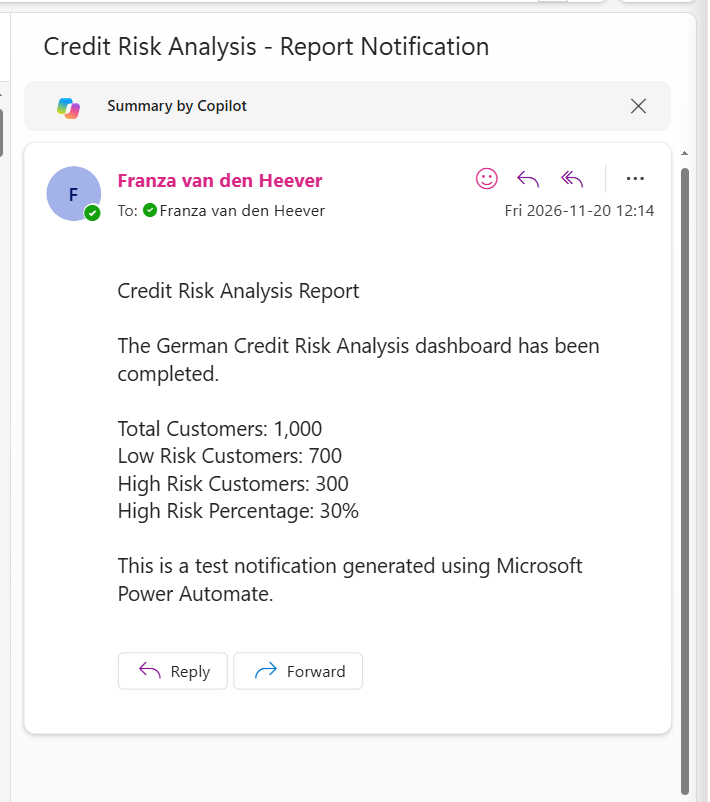 Credit Risk Analysis - Report Notification
Summary by Copilot
F
Franza van den Heever
To: Franza van den Heever
Fri 2026-11-20 12:14
Credit Risk Analysis Report
The German Credit Risk Analysis dashboard has been
completed.
Total Customers: 1,000
Low Risk Customers: 700
High Risk Customers: 300
High Risk Percentage: 30%
This is a test notification generated using Microsoft
Power Automate.
Reply
Forward